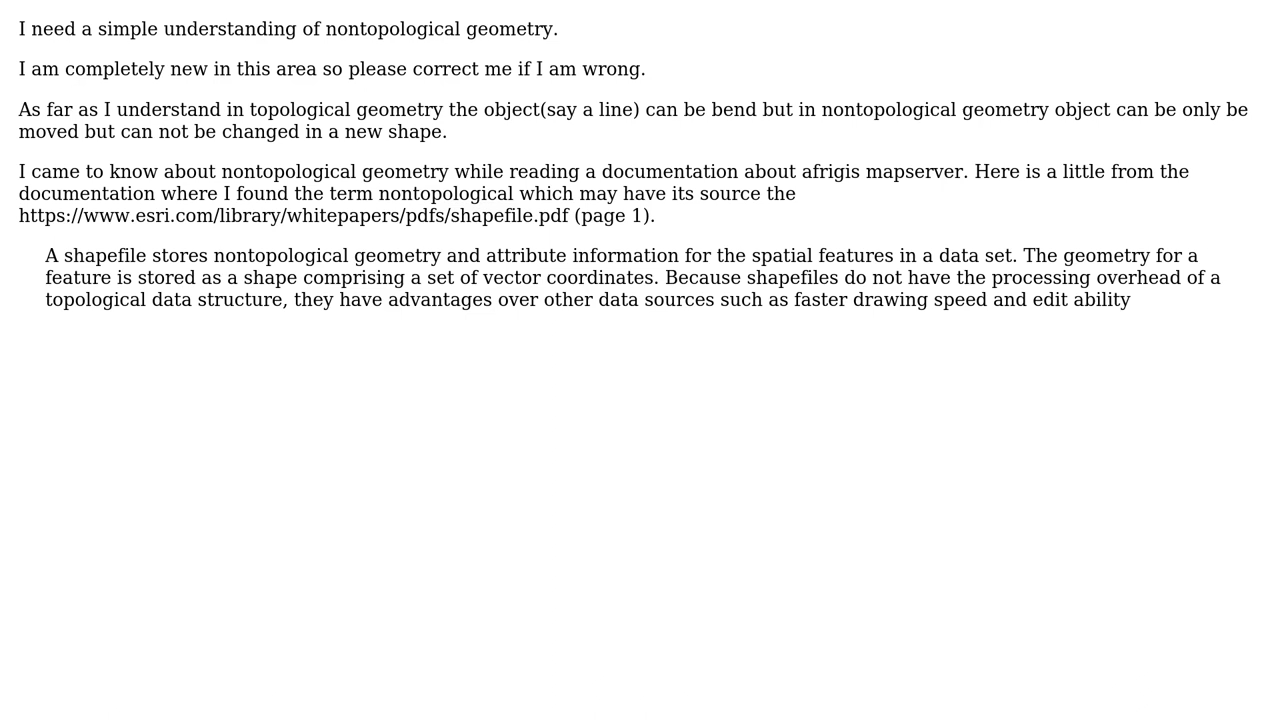 I need a simple understanding of nontopological geometry.
I am completely new in this area so please correct me if I am wrong.
As far as I understand in topological geometry the object(say a line) can be bend but in nontopological geometry object can be only be
moved but can not be changed in a new shape.
I came to know about nontopological geometry while reading a documentation about afrigis mapserver. Here is a little from the
documentation where I found the term nontopological which may have its source the
https://www.esri.com/library/whitepapers/pdfs/shapefile.pdf (page 1).
A shapefile stores nontopological geometry and attribute information for the spatial features in a data set. The geometry for a
feature is stored as a shape comprising a set of vector coordinates. Because shapefiles do not have the processing overhead of a
topological data structure, they have advantages over other data sources such as faster drawing speed and edit ability